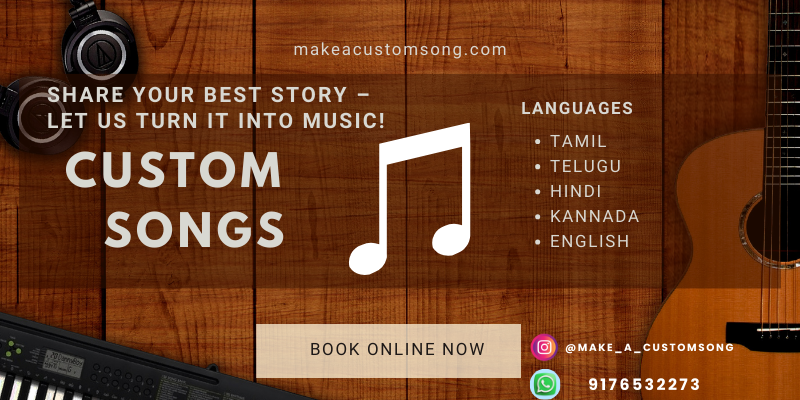 makeacustomsong.com
SHARE YOUR BEST STORY –
LET US TURN IT INTO MUSIC!
CUSTOM
SONGS
LANGUAGES
• TAMIL
• TELUGU
• HINDI
• KANNADA
• ENGLISH
BOOK ONLINE NOW
@MAKE_A_CUSTOMSONG
9176532273